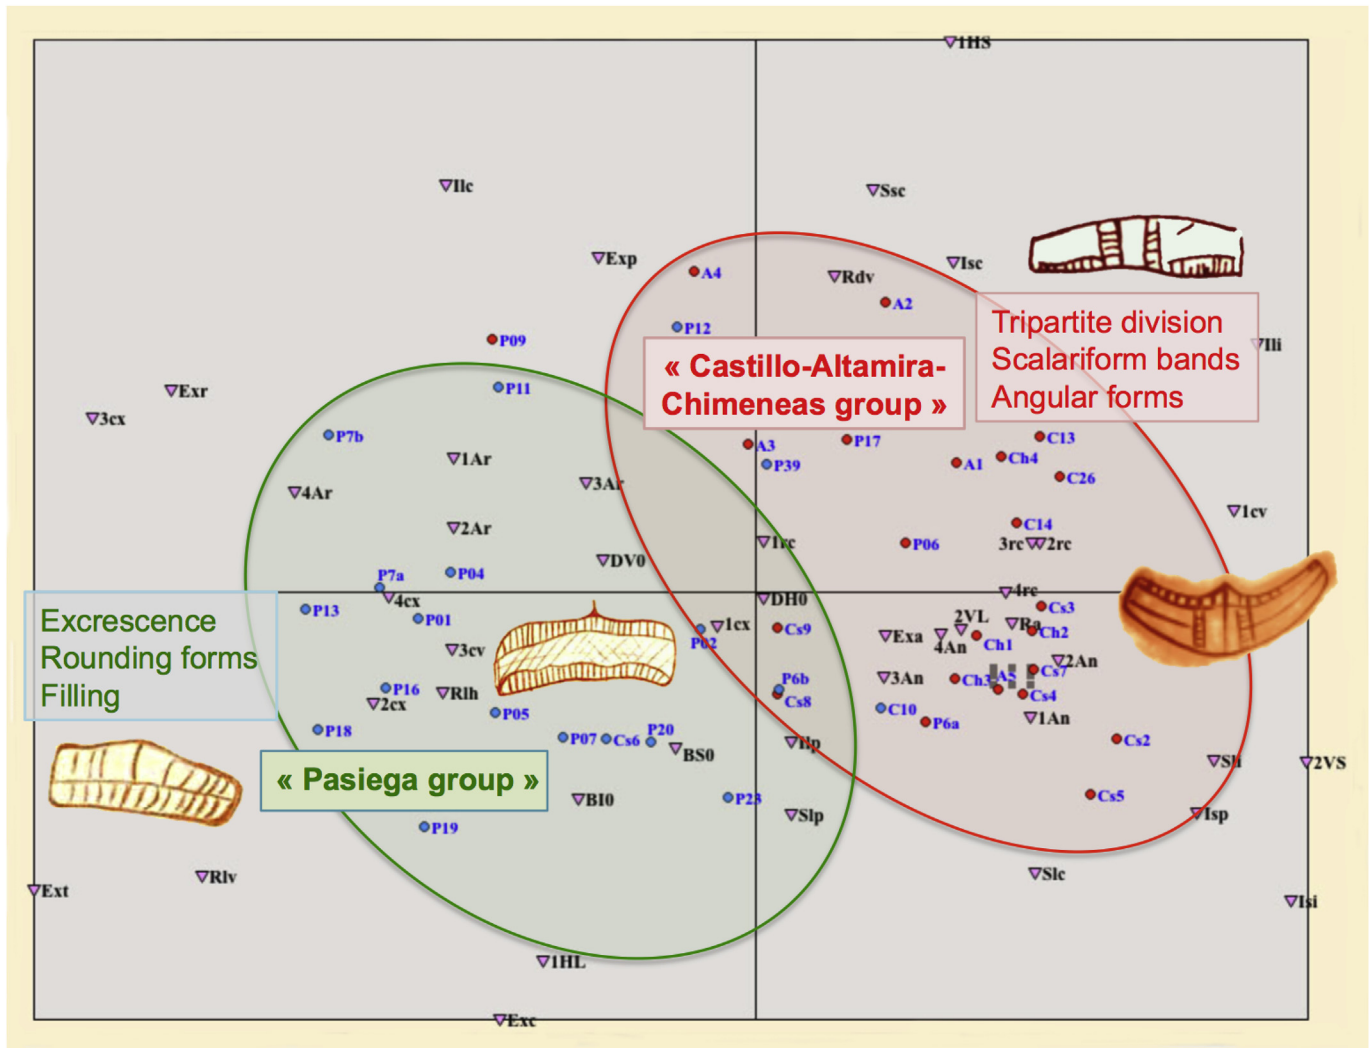 1HS
Ilc
Ssc
Exp
Isc
A4
Rdv
A2
P12
Tripartite division
Scalariform bands
Angular forms
P09
Ili
« Castillo-Altamira-
Chimeneas group »
Exr
P11
3cx
P7b
A3
P17
C13
1Ar
P39
A1
Ch4
C26
4Ar
3Ar
1cv
2Ar
C14
1rc
P06
3rc
2rc
DV0
P7a
P04
4cx
DH0
4rc
P13
P01
Cs3
Excrescence
Rounding forms
Filling
1cx
P02
Cs9
Exa
2VL
4An
Ra
Ch2
Ch1
3cv
2An
P16
Rlh
2cx
P6b
Cs8
3An
Ch3
A5
Cs7
Cs4
P05
C10
P6a
1An
P18
P07
Cs6
P20
BS0
Ilp
Cs2
Sli
2VS
« Pasiega group »
BI0
P23
Cs5
Slp
Isp
P19
Rlv
Slc
Ext
Isi
1HL
Exc